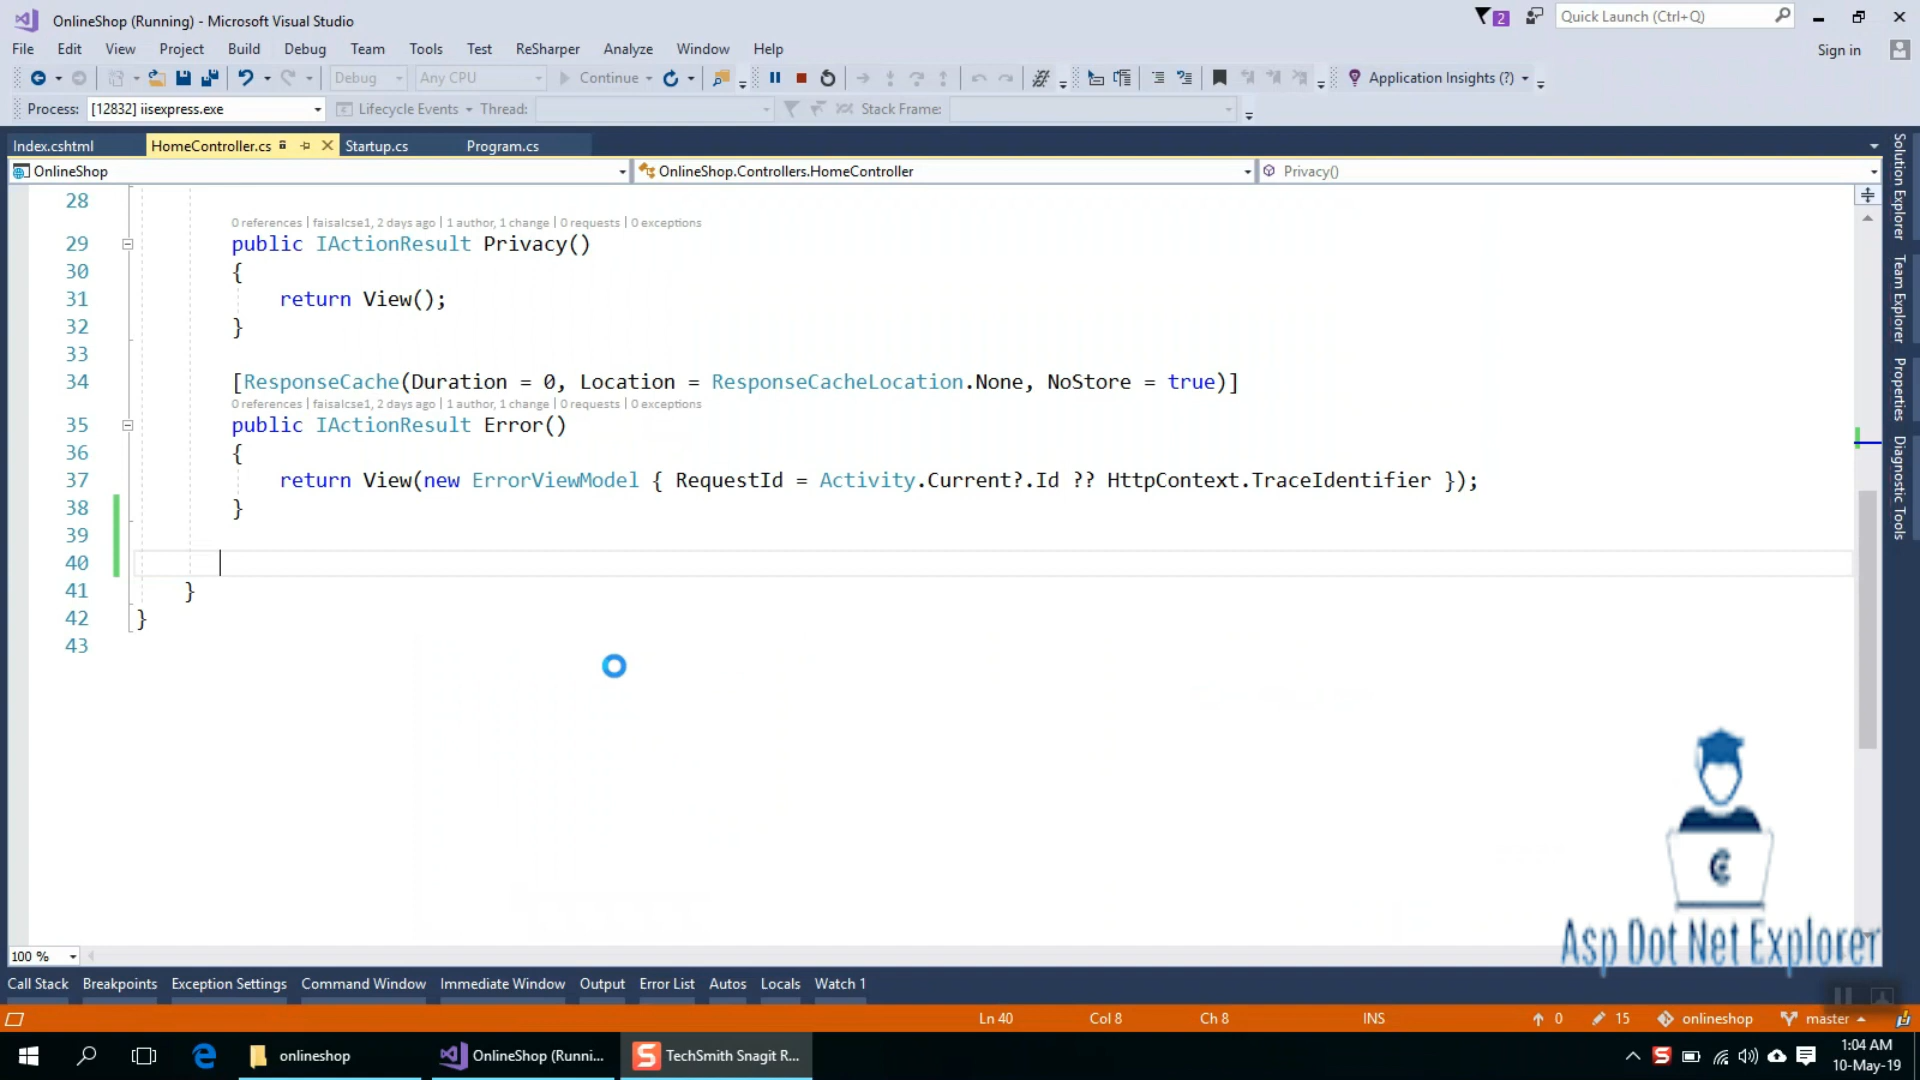 OnlineShop (Running) - Microsoft Visual Studio
2
Quick Launch (Ctrl+Q)
File Edit View Project Build Debug Team Tools Test ReSharper Analyze Window Help
Sign in
Debug Any CPU Continue Application Insights (?)
Process: [12832] iisexpress.exe Lifecycle Events Thread: Stack Frame:
Index.cshtml HomeController.cs Startup.cs Program.cs
OnlineShop OnlineShop.Controllers.HomeController Privacy()
28
0 references | faisalcse1, 2 days ago | 1 author, 1 change | 0 requests | 0 exceptions
29 public IActionResult Privacy()
30 {
31 return View();
32 }
33
34 [ResponseCache(Duration = 0, Location = ResponseCacheLocation.None, NoStore = true)]
0 references | faisalcse1, 2 days ago | 1 author, 1 change | 0 requests | 0 exceptions
35 public IActionResult Error()
36 {
37 return View(new ErrorViewModel { RequestId = Activity.Current?.Id ?? HttpContext.TraceIdentifier });
38 }
39
40
41 }
42 }
43
Solution Explorer
Team Explorer
Properties
Diagnostic Tools
Asp Dot Net Explorer
100 %
Call Stack Breakpoints Exception Settings Command Window Immediate Window Output Error List Autos Locals Watch 1
Ln 40 Col 8 Ch 8 INS 0 15 onlineshop master
onlineshop OnlineShop (Runni... TechSmith Snagit R...
1:04 AM
10-May-19